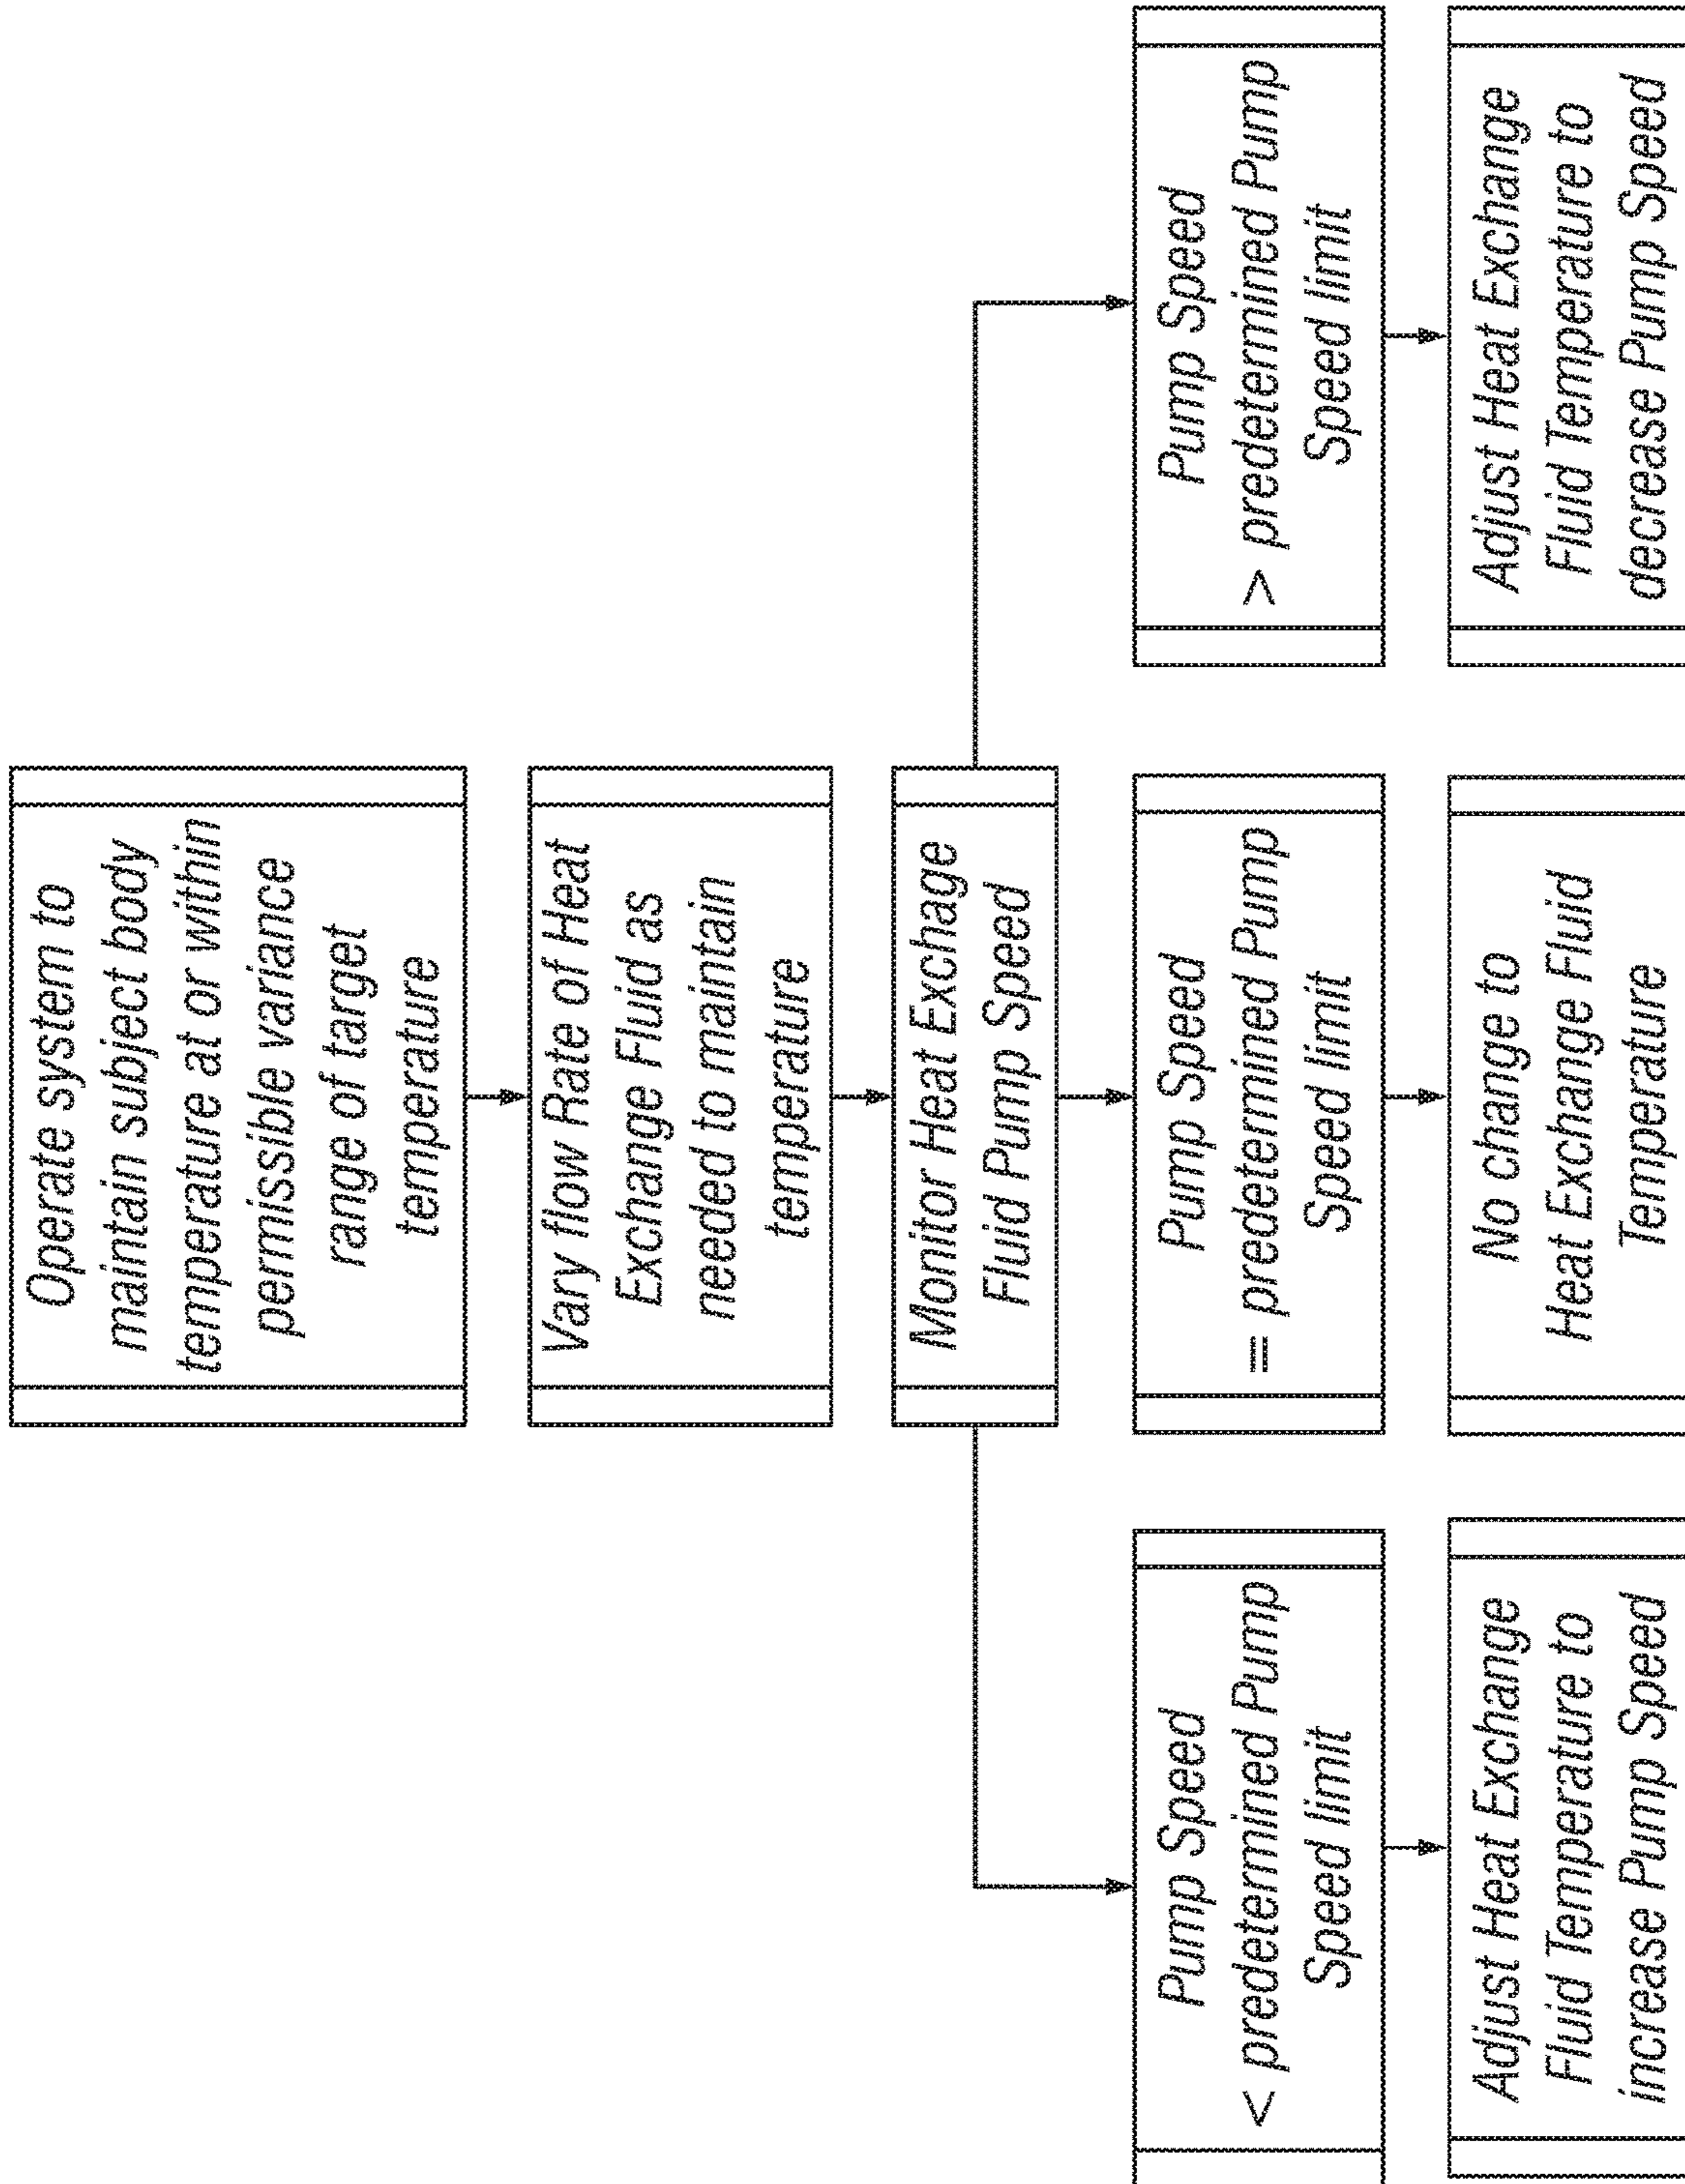 Operate system to
maintain subject body
temperature at or within
permissible variance
range of target
temperature
Vary flow Rate of Heat
Exchange Fluid as
needed to maintain
temperature
Monitor Heat Exchage
Fluid Pump Speed
Pump Speed
< predetermined Pump
Speed limit
Pump Speed
= predetermined Pump
Speed limit
Pump Speed
> predetermined Pump
Speed limit
Adjust Heat Exchange
Fluid Temperature to
increase Pump Speed
No change to
Heat Exchange Fluid
Temperature
Adjust Heat Exchange
Fluid Temperature to
decrease Pump Speed